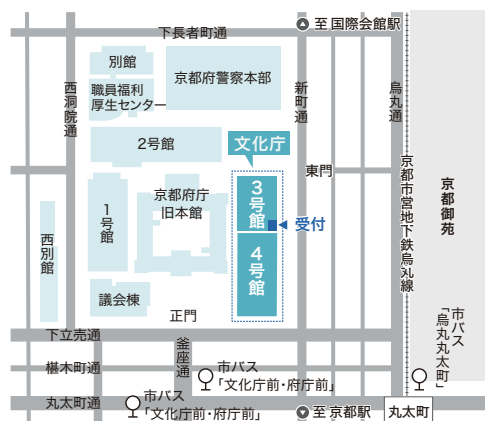 至 国際会館駅
下長者町通
別館
京都府警察本部
職員福利
厚生センター
西洞院通
新町通
烏丸通
2号館
文化庁
東門
京都市営地下鉄烏丸線
京都御苑
3号館
受付
1号館
京都府庁
旧本館
西別館
4号館
議会棟
正門
下立売通
釜座通
椹木町通
市バス
「文化庁前・府庁前」
市バス
「烏丸丸太町」
丸太町通
市バス
「文化庁前・府庁前」
至 京都駅
丸太町